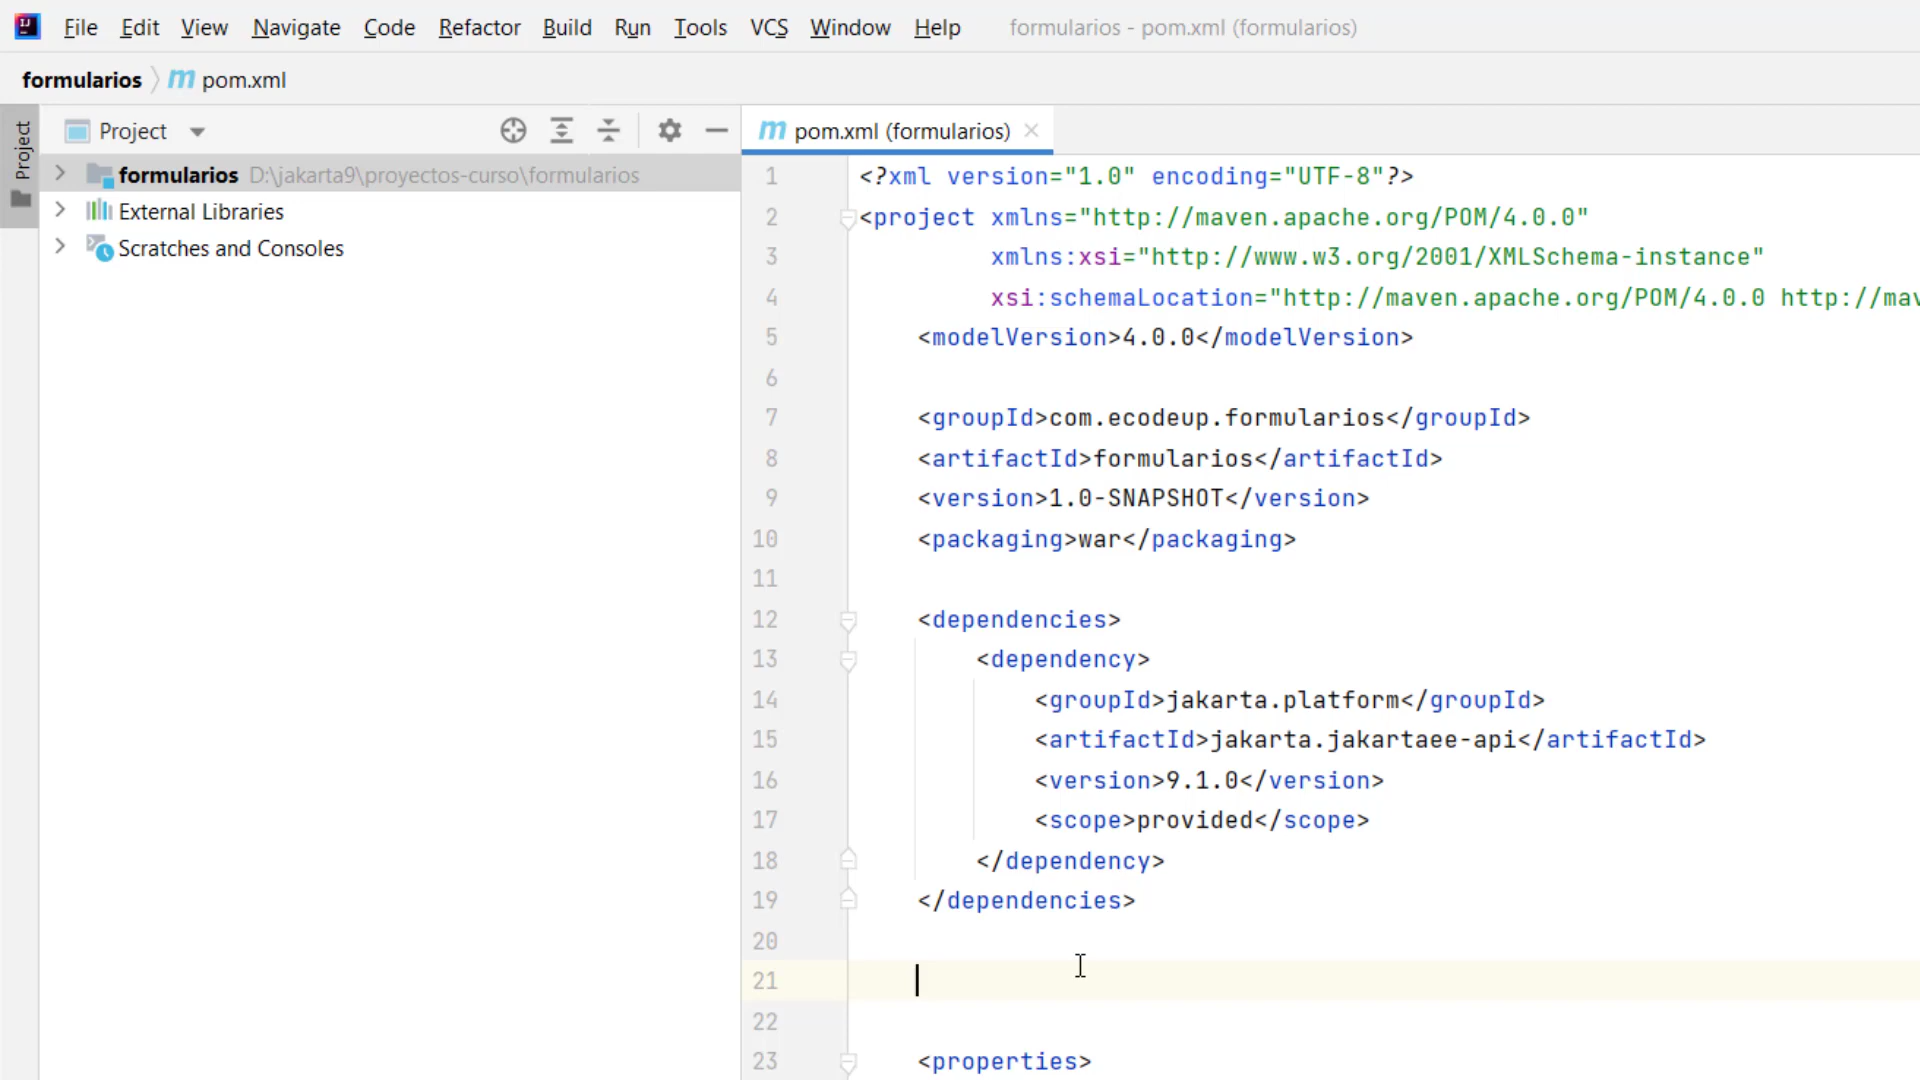 File Edit View Navigate Code Refactor Build Run Tools VCS Window Help formularios - pom.xml (formularios)
formularios m pom.xml
Project
Project
formularios D:\jakarta9\proyectos-curso\formularios
External Libraries
Scratches and Consoles
m pom.xml (formularios)
1 <?xml version="1.0" encoding="UTF-8"?>
2 <project xmlns="http://maven.apache.org/POM/4.0.0"
3 xmlns:xsi="http://www.w3.org/2001/XMLSchema-instance"
4 xsi:schemaLocation="http://maven.apache.org/POM/4.0.0 http://mav
5 <modelVersion>4.0.0</modelVersion>
6
7 <groupId>com.ecodeup.formularios</groupId>
8 <artifactId>formularios</artifactId>
9 <version>1.0-SNAPSHOT</version>
10 <packaging>war</packaging>
11
12 <dependencies>
13 <dependency>
14 <groupId>jakarta.platform</groupId>
15 <artifactId>jakarta.jakartaee-api</artifactId>
16 <version>9.1.0</version>
17 <scope>provided</scope>
18 </dependency>
19 </dependencies>
20
21
22
23 <properties>